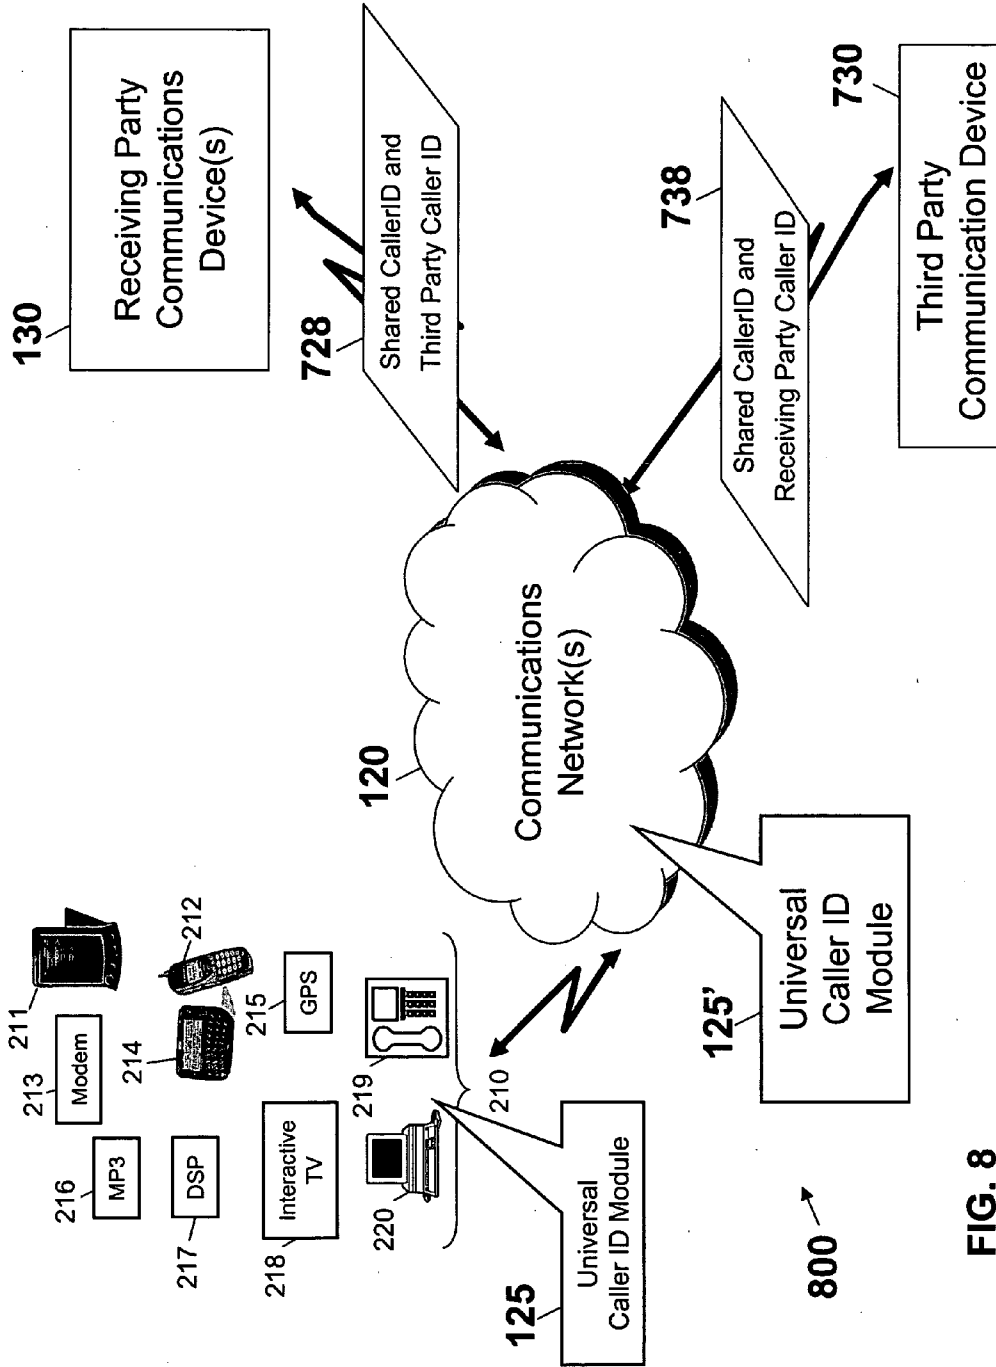 211
213
Modem
212
214
215
GPS
216
MP3
217
DSP
218
Interactive
TV
219
220
210
125
Universal
Caller ID Module
120
Communications
Network(s)
125'
Universal
Caller ID
Module
130
Receiving Party
Communications
Device(s)
728
Shared CallerID and
Third Party Caller ID
738
Shared CallerID and
Receiving Party Caller ID
730
Third Party
Communication Device
800
FIG. 8